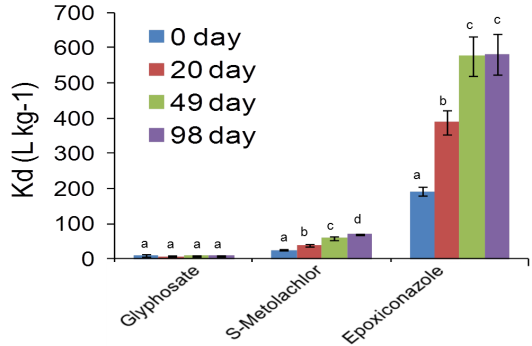 700
600
500
400
300
200
100
0
Kd (L kg-1)
0 day
20 day
49 day
98 day
a a a a
a b c d
a b c c
Glyphosate
S-Metolachlor
Epoxiconazole